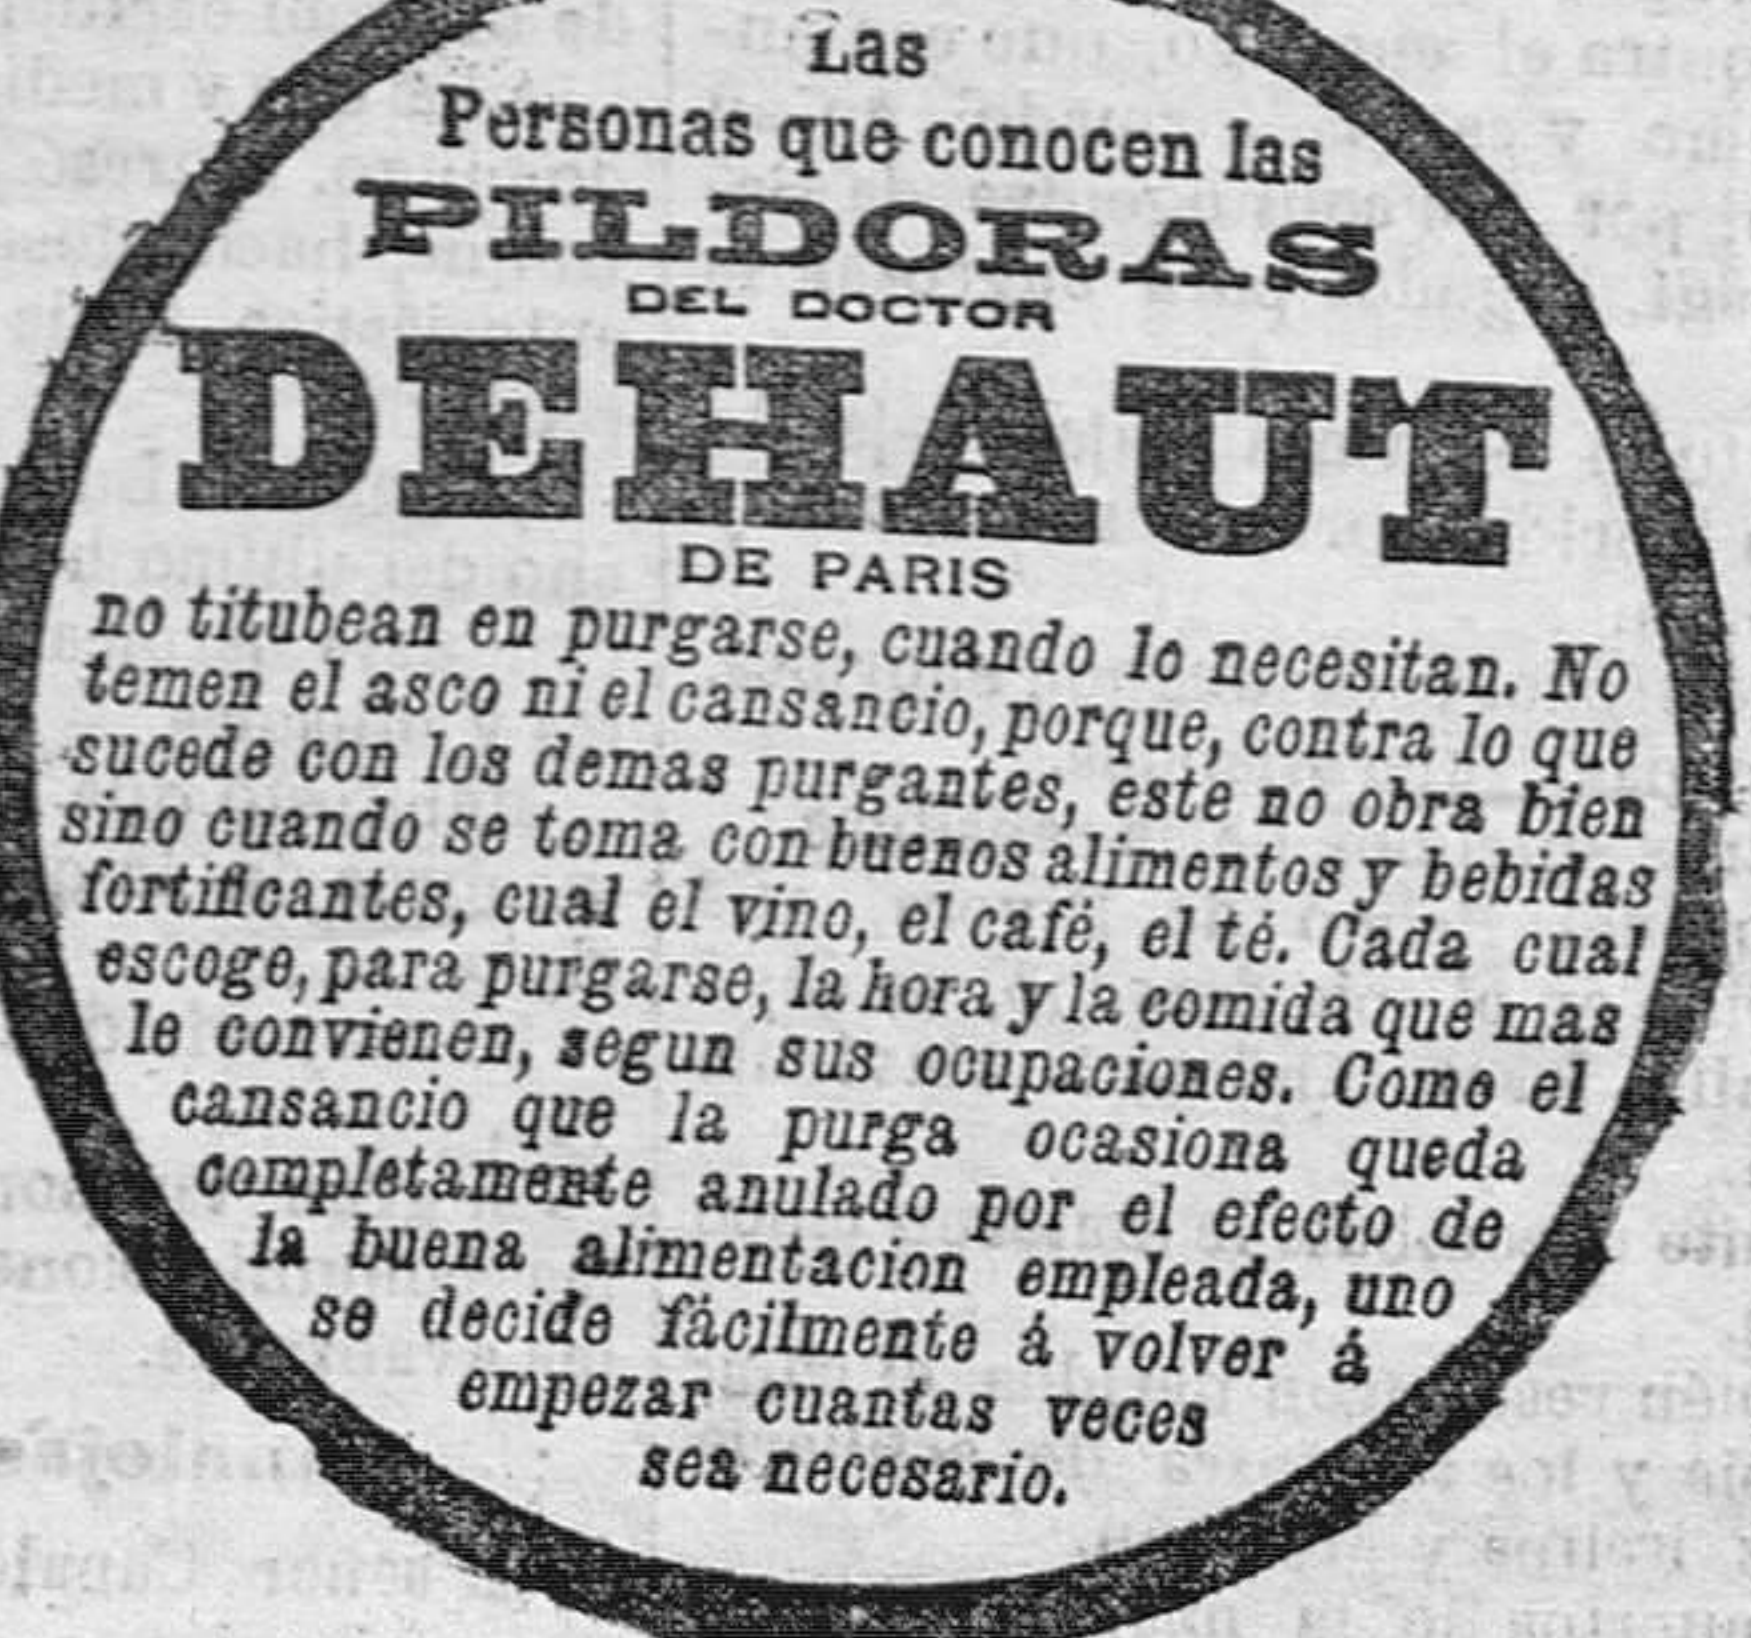 Las
Personas que conocen las
PILDORAS
DEL DOCTOR
DEHAUT
DE PARIS
no titubean en purgarse, cuando lo necesitan. No
temen el asco ni el cansancio, porque, contra lo que
sucede con los demas purgantes, este no obra bien
sino cuando se toma con buenos alimentos y bebidas
fortificantes, cual el vino, el café, el té. Cada cual
escoge, para purgarse, la hora y la comida que mas
le convienen, segun sus ocupaciones. Como el
cansancio que la purga ocasiona queda
completamente anulado por el efecto de
la buena alimentacion empleada, uno
se decide fácilmente á volver á
empezar cuantas veces
sea necesario.